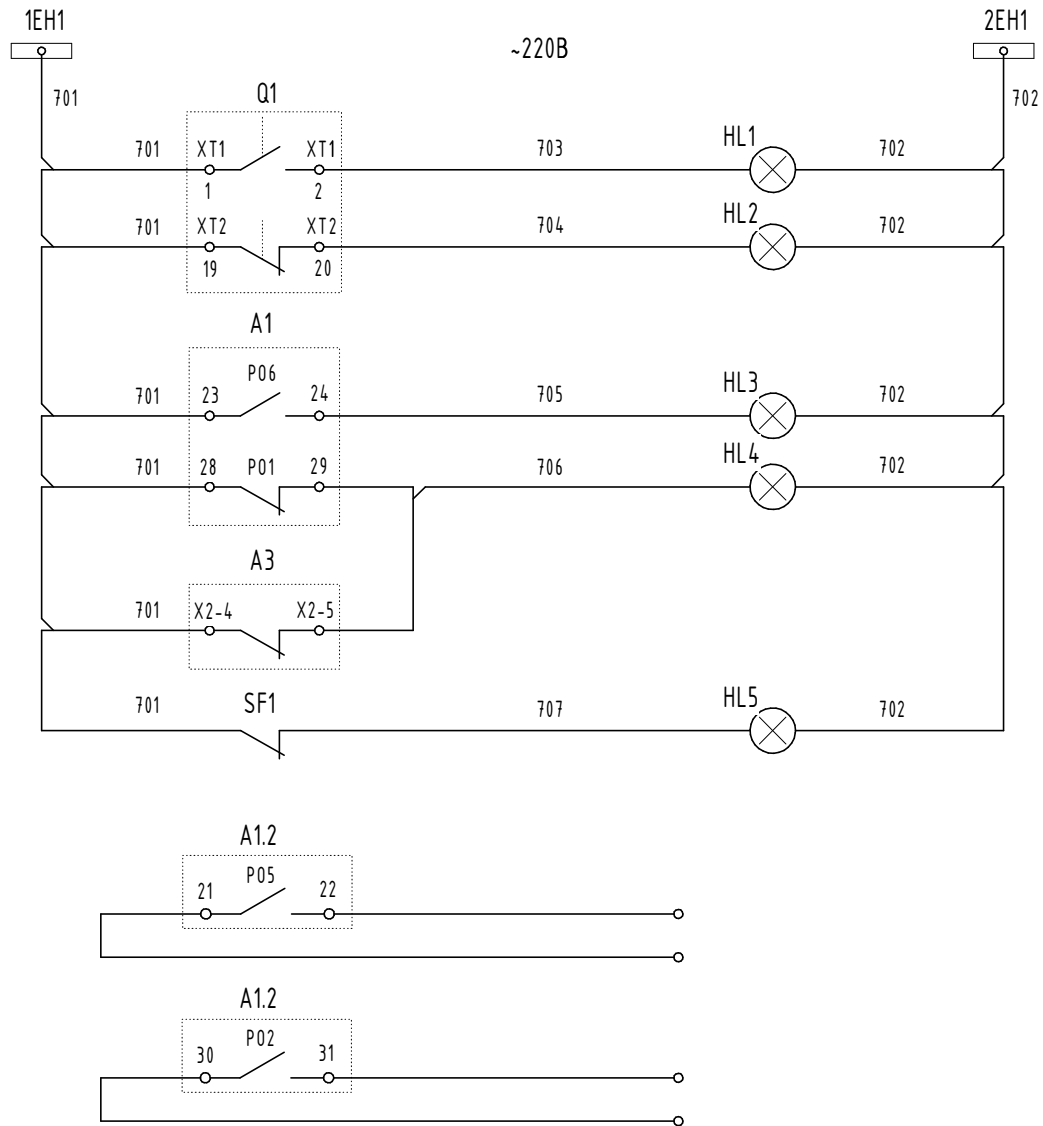 1EH1
~220В
2EH1
701
Q1
702
701
XT1
XT1
703
HL1
702
1
2
701
XT2
XT2
704
HL2
702
19
20
A1
P06
701
23
24
705
HL3
702
701
28
P01
29
706
HL4
702
A3
701
X2-4
X2-5
701
SF1
707
HL5
702
A1.2
P05
21
22
A1.2
P02
30
31